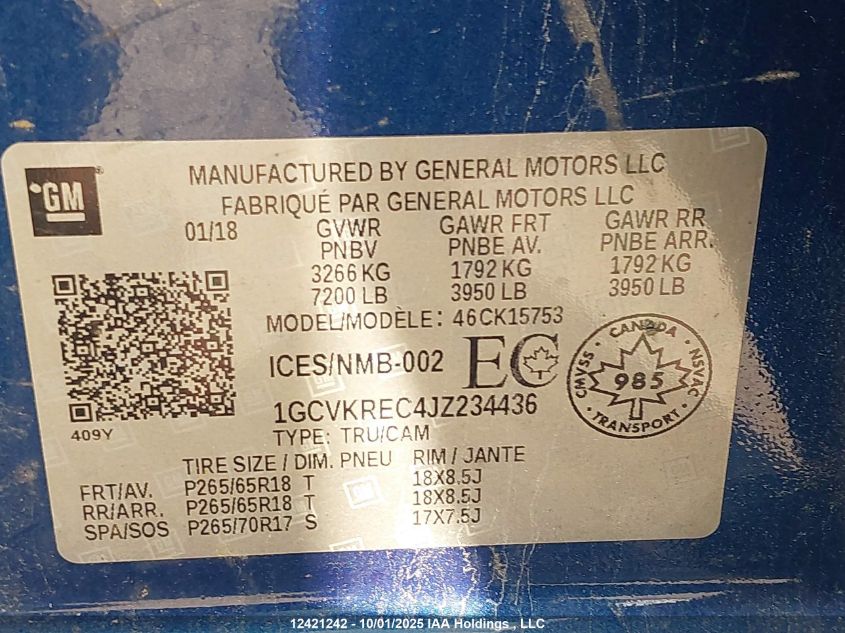 MANUFACTURED BY GENERAL MOTORS LLC
FABRIQUÉ PAR GENERAL MOTORS LLC
GM
01/18 GVWR GAWR FRT GAWR RR
PNBV PNBE AV. PNBE ARR.
3266 KG 1792 KG 1792 KG
7200 LB 3950 LB 3950 LB
MODEL/MODÈLE: 46CK15753
ICES/NMB-002 EC
CANADA
CMVSS 985 NSVAC
1GCVKREC4JZ234436
409Y
TYPE: TRU/CAM
TIRE SIZE / DIM. PNEU RIM / JANTE
FRT/AV. P265/65R18 T 18X8.5J
RR/ARR. P265/65R18 T 18X8.5J
SPA/SOS P265/70R17 S 17X7.5J
12421242 - 10/01/2025 IAA Holdings, LLC